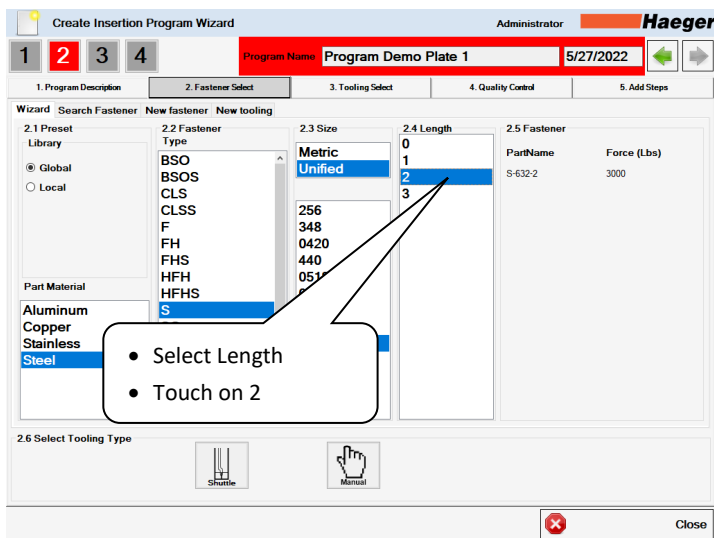 Create Insertion Program Wizard
Administrator
Haeger
1 2 3 4
Program Name Program Demo Plate 1 5/27/2022
1. Program Description 2. Fastener Select 3. Tooling Select 4. Quality Control 5. Add Steps
Wizard Search Fastener New fastener New tooling
2.1 Preset
Library
Global
Local
Part Material
Aluminum
Copper
Stainless
Steel
2.2 Fastener
Type
BSO
BSOS
CLS
CLSS
F
FH
FHS
HFH
HFHS
S
2.3 Size
Metric
Unified
256
348
0420
440
2.4 Length
0
1
2
3
2.5 Fastener
PartName Force (Lbs)
S-632-2 3000
• Select Length
• Touch on 2
2.6 Select Tooling Type
Shuttle
Manual
Close